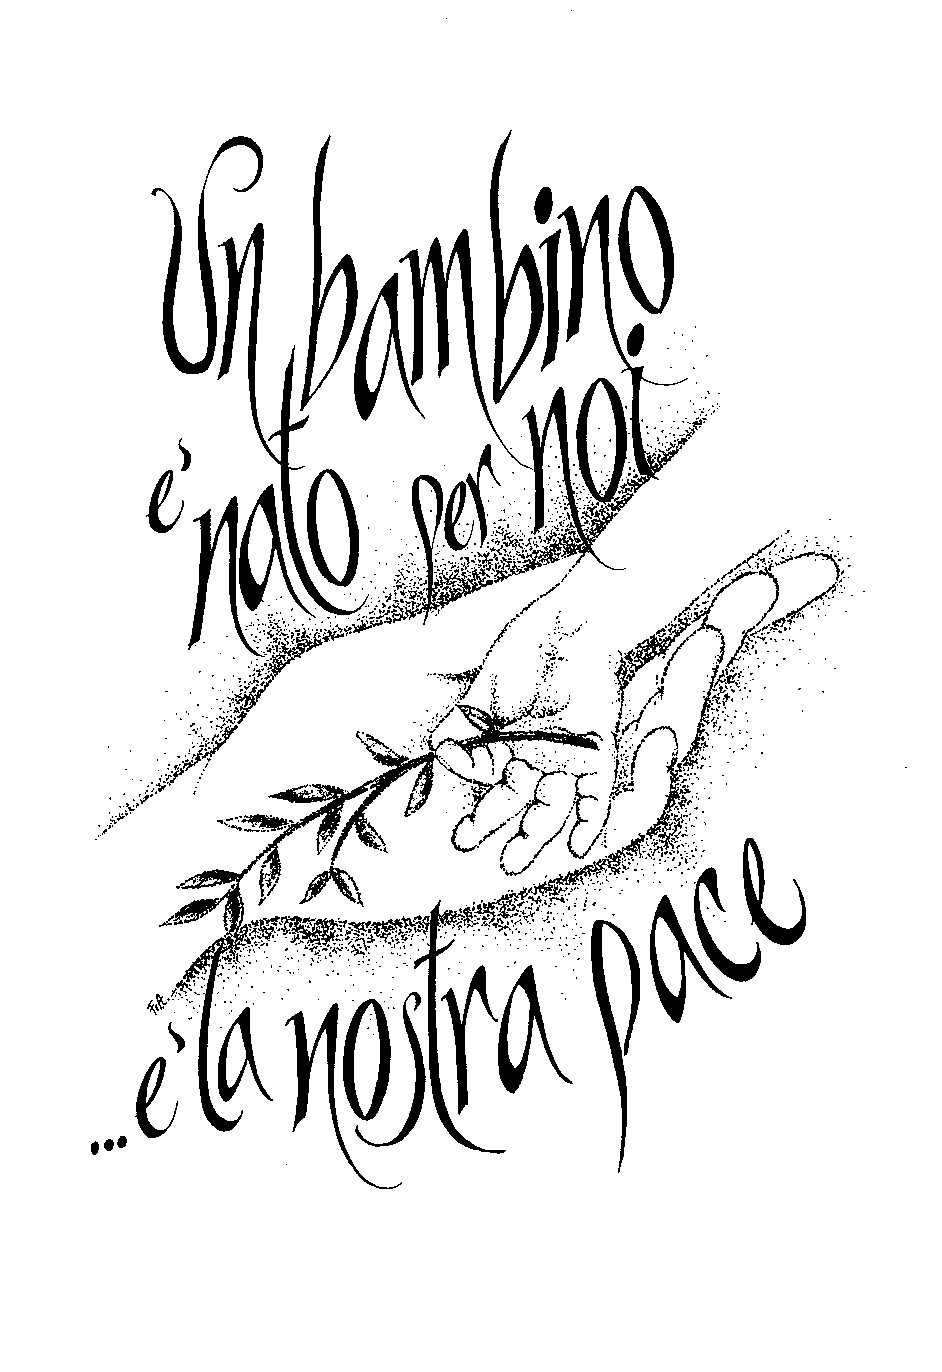 Un bambino
è nato per noi
...è la nostra pace